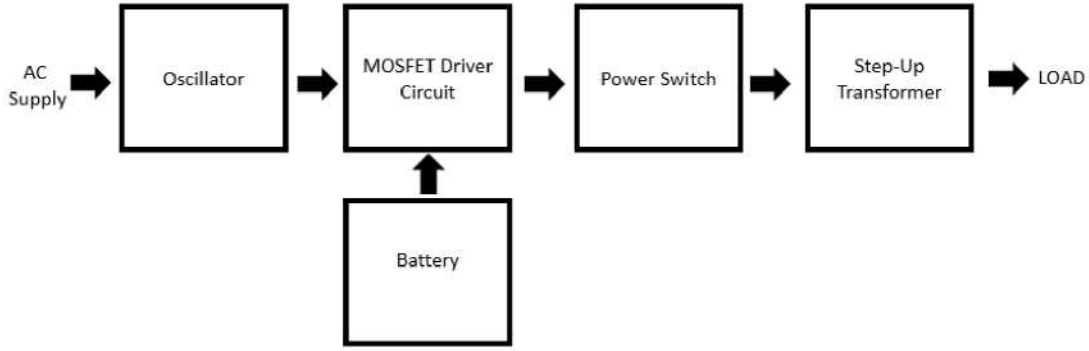 AC
Supply
Oscillator
MOSFET Driver
Circuit
Power Switch
Step-Up
Transformer
LOAD
Battery